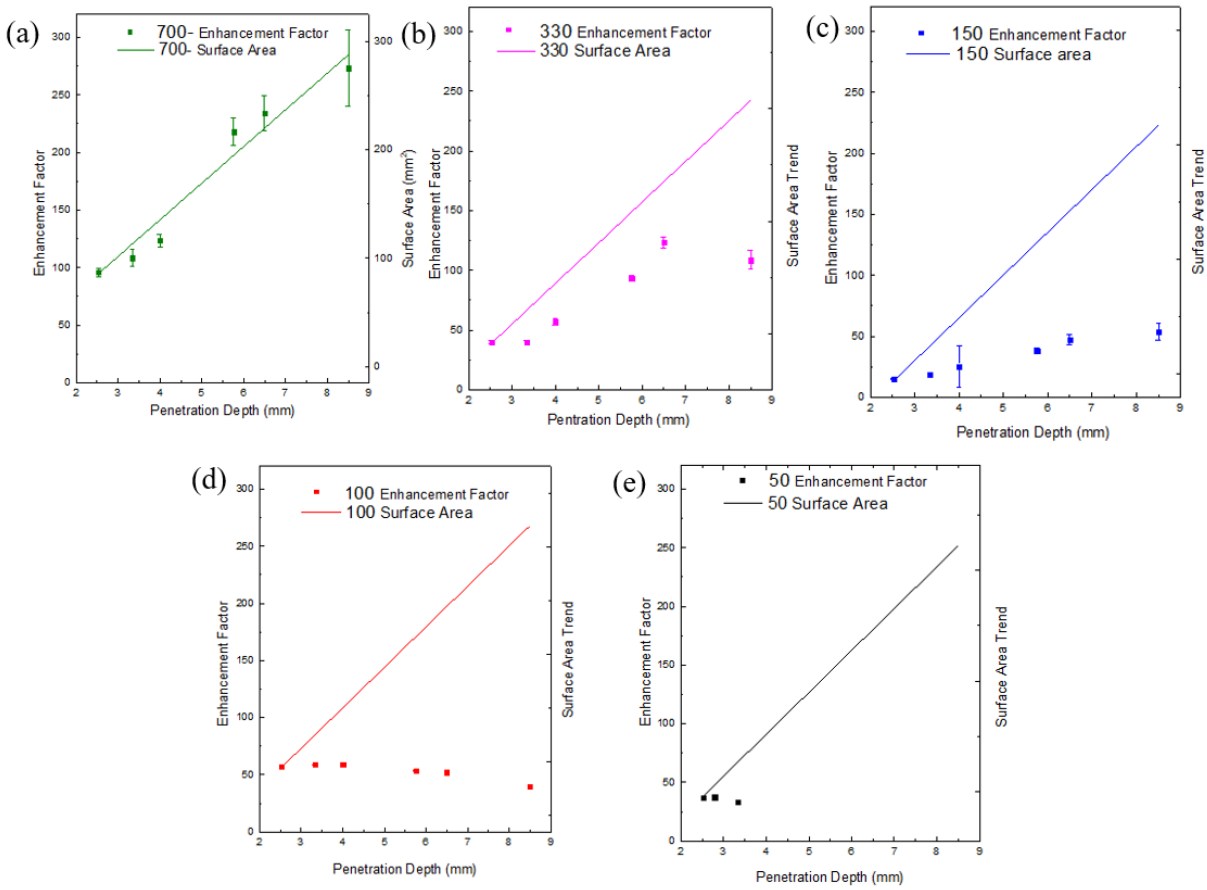 (a)
700- Enhancement Factor
700- Surface Area
300
250
200
150
100
50
0
Enhancement Factor
300
200
100
0
Surface Area (mm²)
2 3 4 5 6 7 8 9
Penetration Depth (mm)
(b)
330 Enhancement Factor
330 Surface Area
300
250
200
150
100
50
0
Enhancement Factor
Surface Area Trend
2 3 4 5 6 7 8 9
Pentration Depth (mm)
(c)
150 Enhancement Factor
150 Surface area
300
250
200
150
100
50
0
Enhancement Factor
Surface Area Trend
2 3 4 5 6 7 8 9
Penetration Depth (mm)
(d)
100 Enhancement Factor
100 Surface Area
300
250
200
150
100
50
0
Enhancement Factor
Surface Area Trend
2 3 4 5 6 7 8 9
Penetration Depth (mm)
(e)
50 Enhancement Factor
50 Surface Area
300
250
200
150
100
50
0
Enhancement Factor
Surface Area Trend
2 3 4 5 6 7 8 9
Penetration Depth (mm)